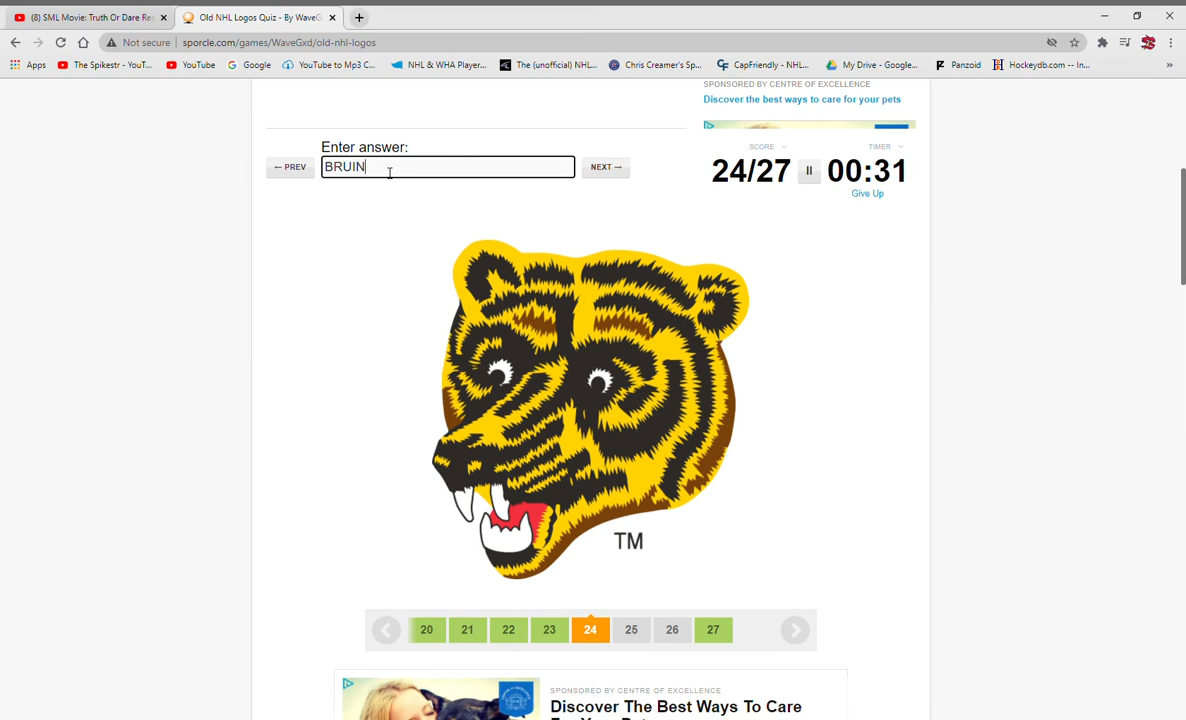 (8) SML Movie: Truth Or Dare Re
Old NHL Logos Quiz - By WaveG
Not secure | sporcle.com/games/WaveGxd/old-nhl-logos
Apps The Spikestr - YouT... YouTube Google YouTube to Mp3 C... NHL & WHA Player... The (unofficial) NHL... Chris Creamer's Sp... CapFriendly - NHL... My Drive - Google... Panzoid Hockeydb.com -- In... »
SPONSORED BY CENTRE OF EXCELLENCE
Discover the best ways to care for your pets
Enter answer:
← PREV
BRUIN
NEXT →
SCORE
TIMER
24/27
00:31
Give Up
TM
20 21 22 23 24 25 26 27
SPONSORED BY CENTRE OF EXCELLENCE
Discover The Best Ways To Care